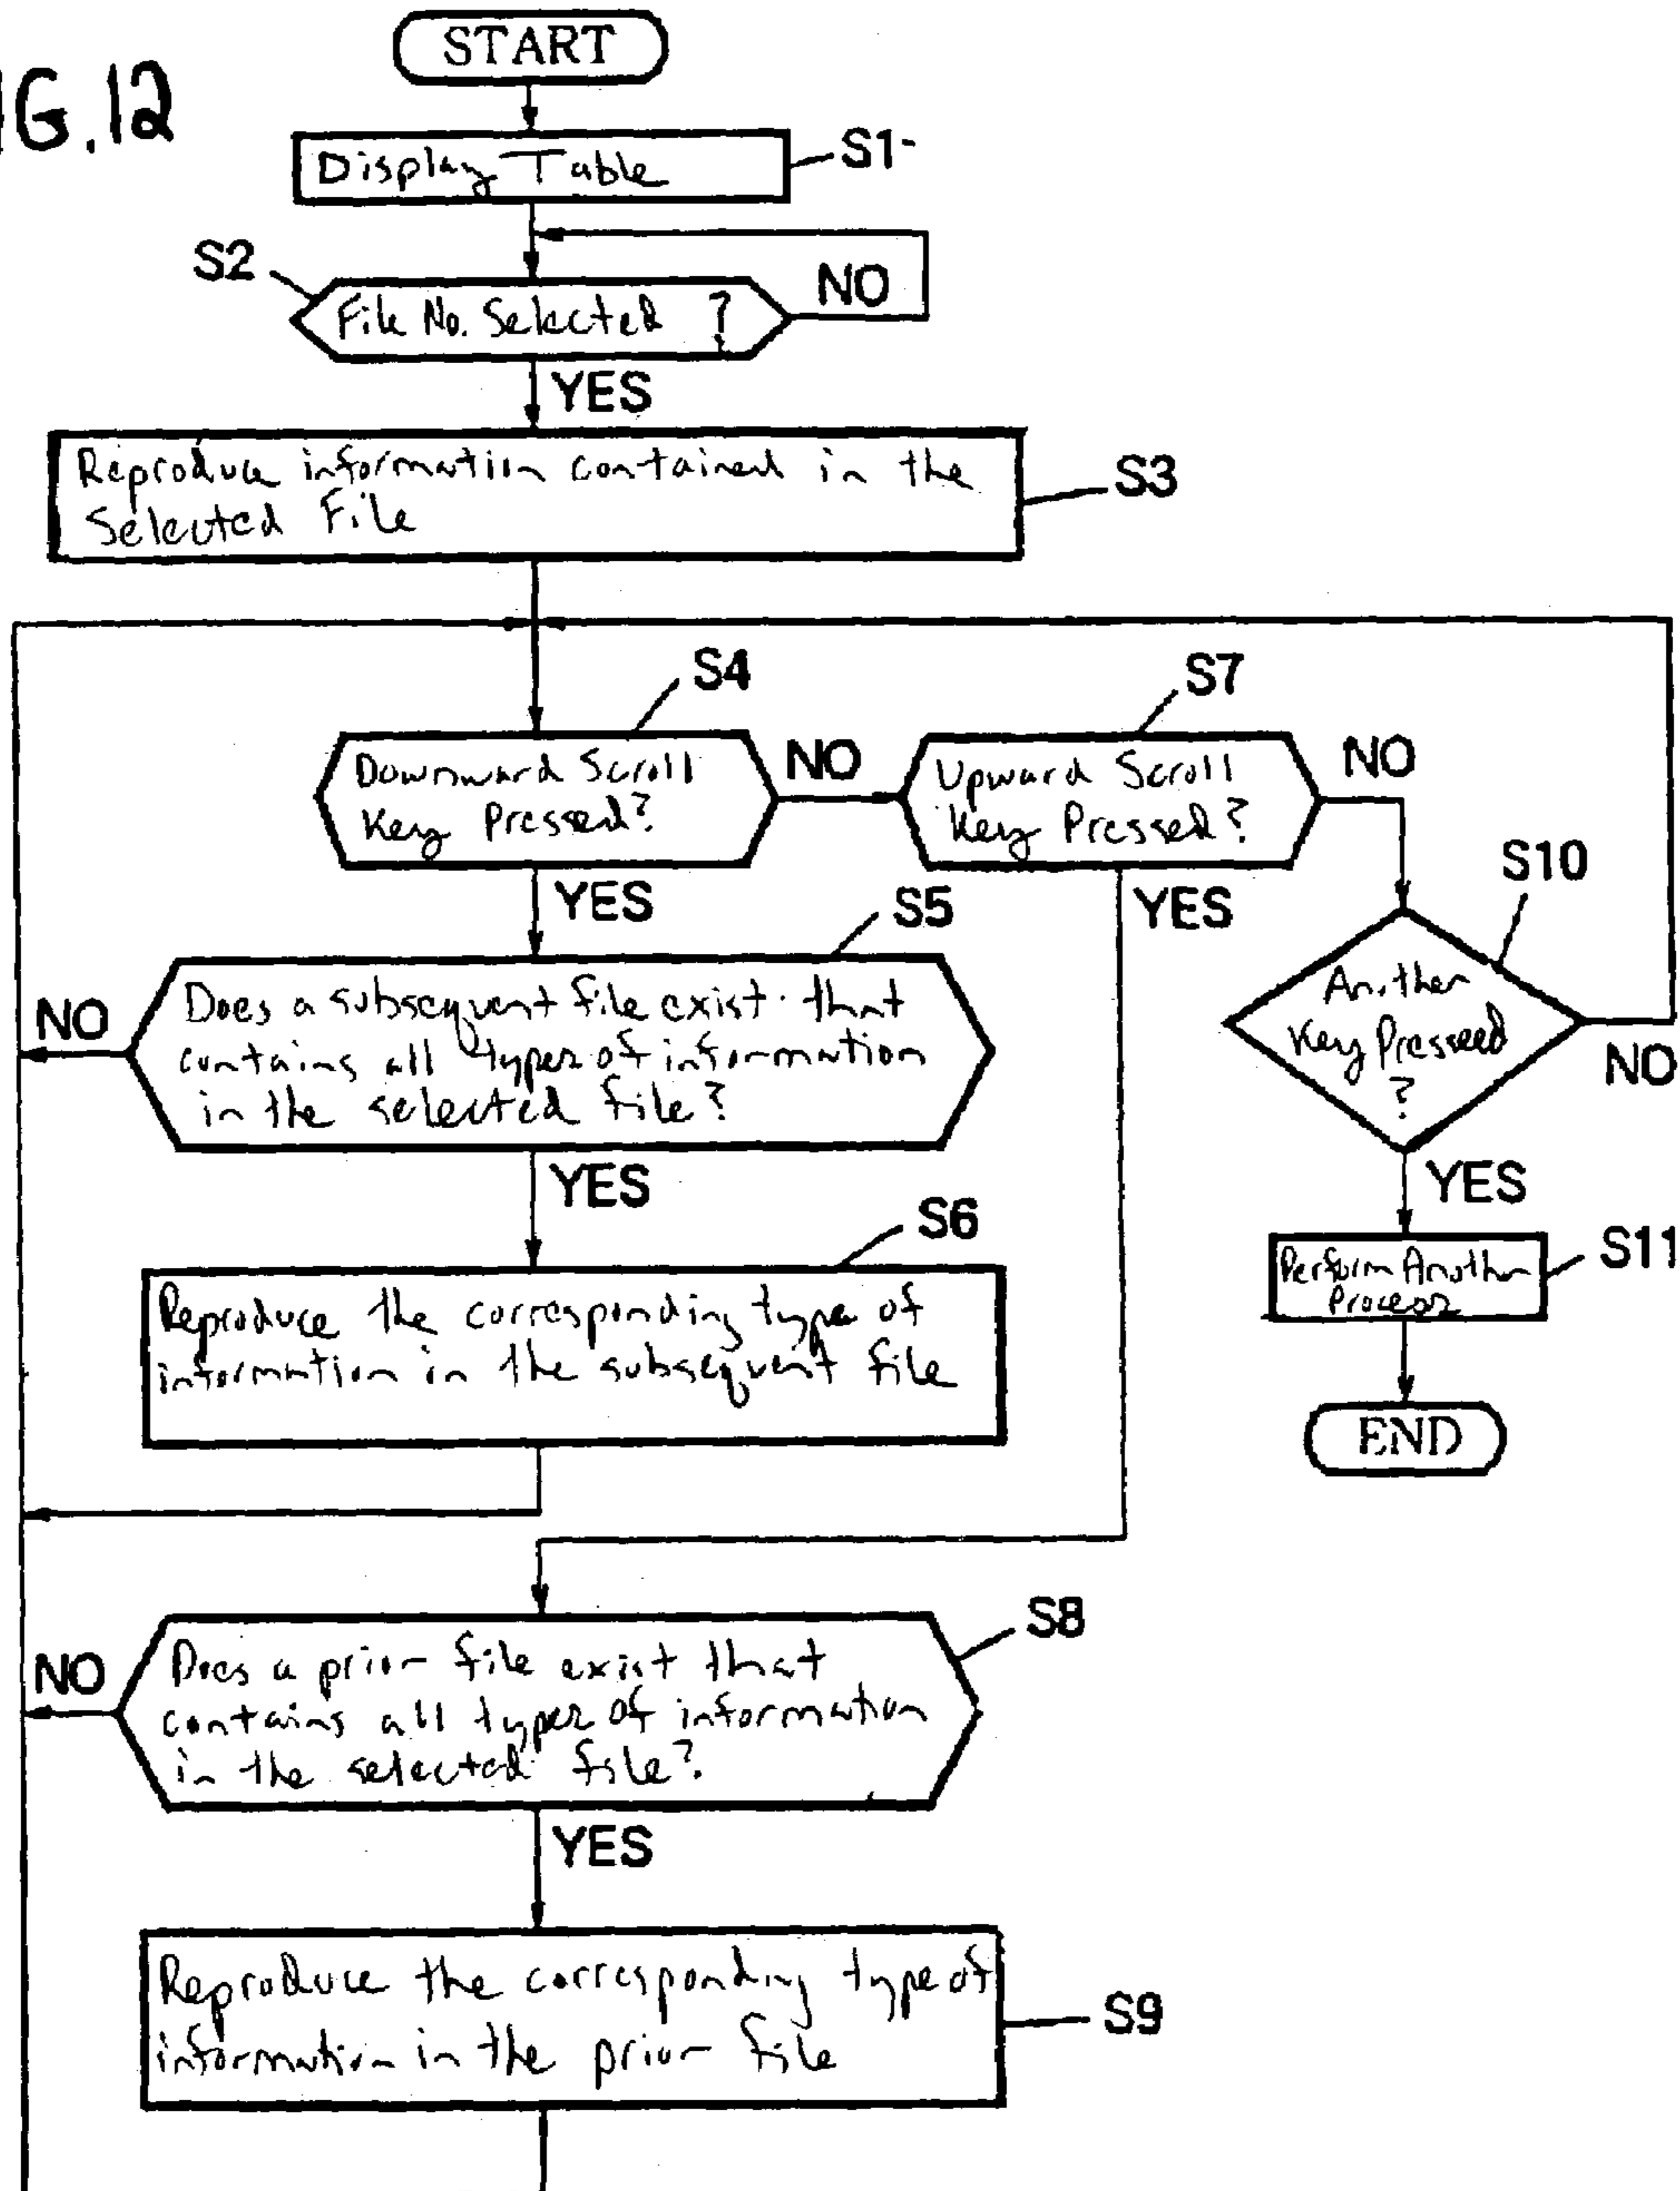 START
IG.12
Display Table
S1-
S2
File No. Selected ?
NO
YES
Reproduce information contained in the
Selected File
S3
S4
S7
Downward Scroll
Key Pressed?
NO
Upward Scroll
Key Pressed?
NO
S10
YES
S5
YES
Another
Key Presseed
?
NO
Does a subsequent file exist that
contains all types of information
in the selected file?
NO
YES
YES
S6
Perform Another
Process
S11
Reproduce the corresponding type of
information in the subsequent file
END
S8
Does a prior file exist that
contains all types of information
in the selected file?
NO
YES
Reproduce the corresponding type of
information in the prior file
S9